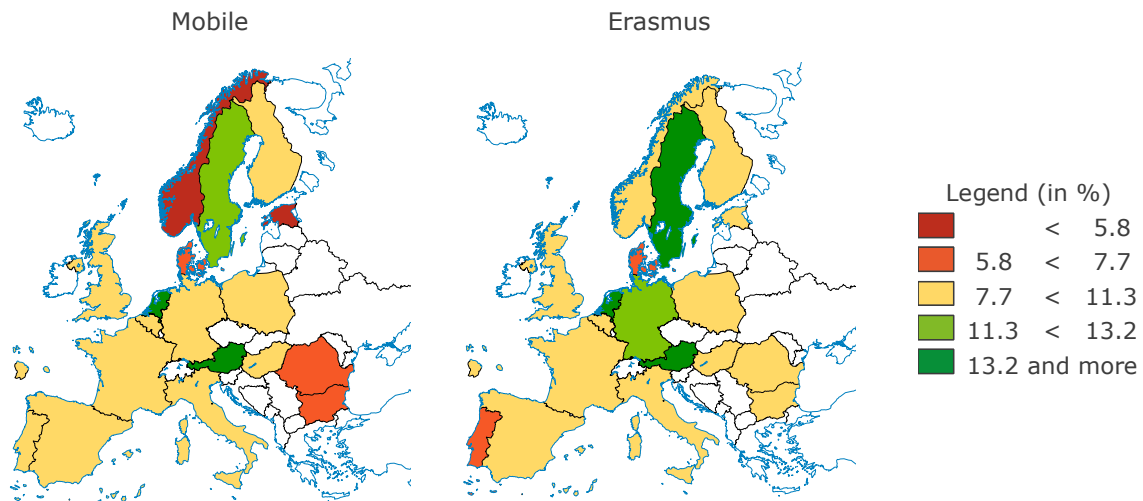 Mobile
Erasmus
Legend (in %)
< 5.8
5.8 < 7.7
7.7 < 11.3
11.3 < 13.2
13.2 and more